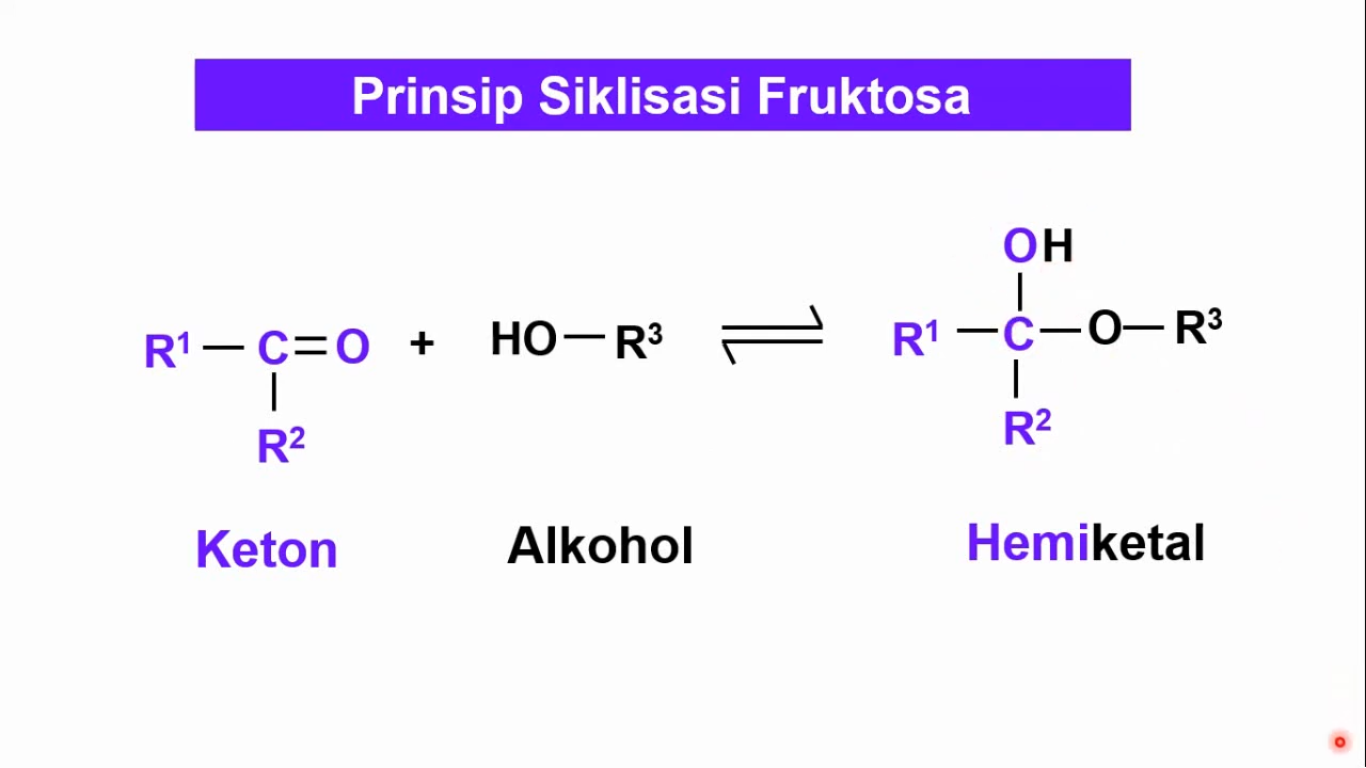 Prinsip Siklisasi Fruktosa
OH
R¹ — C=O + HO — R³ ⇌ R¹ — C — O — R³
R² R²
Keton Alkohol Hemiketal